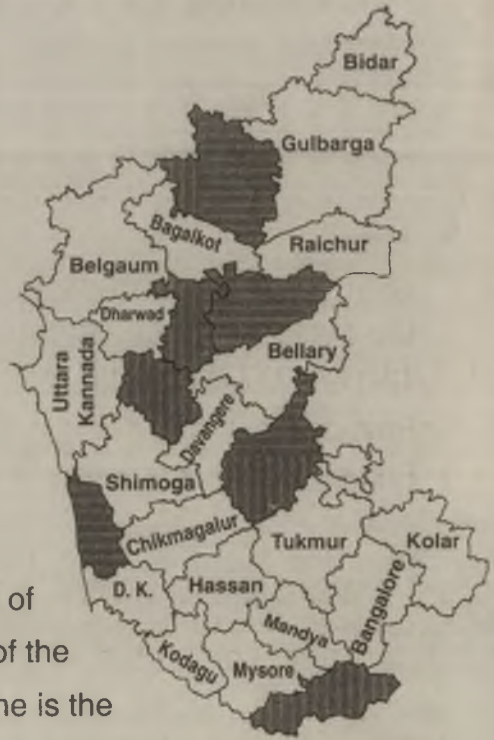 Bidar
Gulbarga
Bagalkot
Raichur
Belgaum
Dharwad
Bellary
Uttara
Kannada
Davangere
Shimoga
Chikmagalur
Tukmur
Kolar
D. K.
Hassan
Bangalore
Mandya
Kodagu
Mysore
of
of the
ne is the